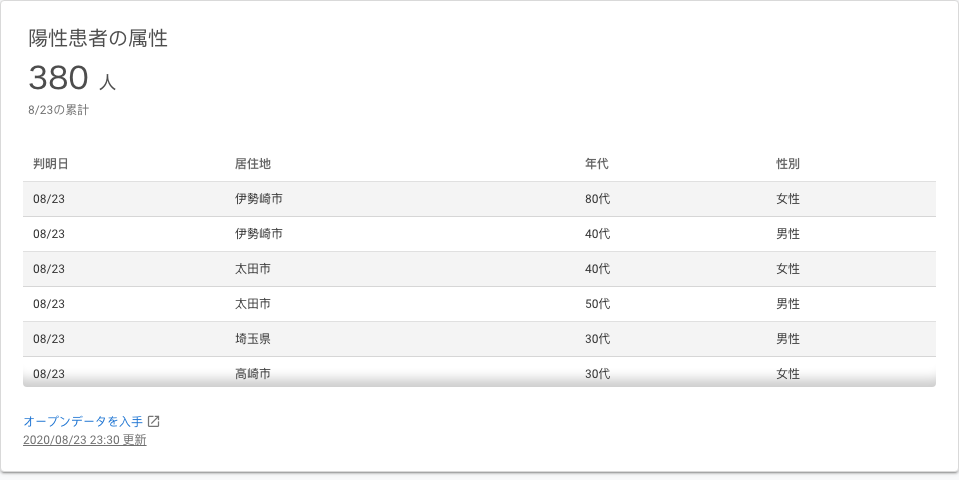 陽性患者の属性
380 人
8/23の累計
判明日 居住地 年代 性別
08/23 伊勢崎市 80代 女性
08/23 伊勢崎市 40代 男性
08/23 太田市 40代 女性
08/23 太田市 50代 男性
08/23 埼玉県 30代 男性
08/23 高崎市 30代 女性
オープンデータを入手
2020/08/23 23:30 更新